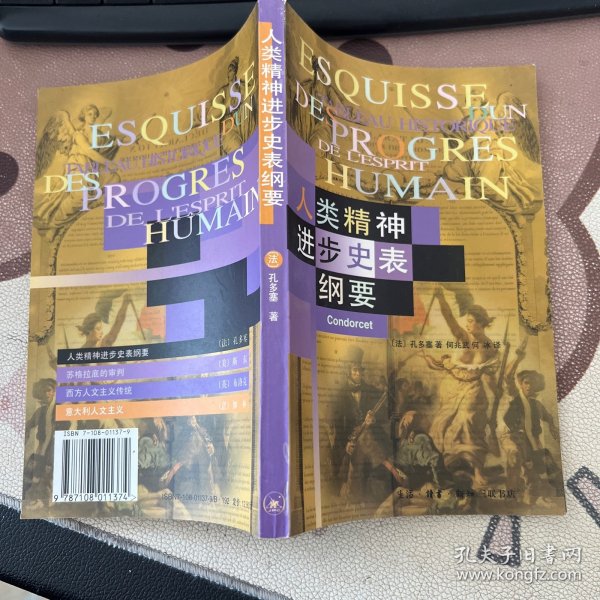 ESQUISSE
D'UN
TABLEAU HISTORIQUE
DES PROGRES
DE L'ESPRIT
HUMAIN
人类精神进步史表纲要
(法)
孔多塞 著
ESQUISSE
D'UN
TABLEAU HISTORIQUE
DES
PROGRES
DE L'ESPRIT
HUMAIN
人类精神
进步史表
纲要
Condorcet
(法) 孔多塞 著 何兆武 何 冰 译
生活·读书·新知 三联书店
人类精神进步史表纲要
(法) 孔多塞
苏格拉底的审判
西方人文主义传统
意大利人文主义
ISBN 7-108-01137-9
9 787108 011374
孔夫子旧书网
www.kongfz.com